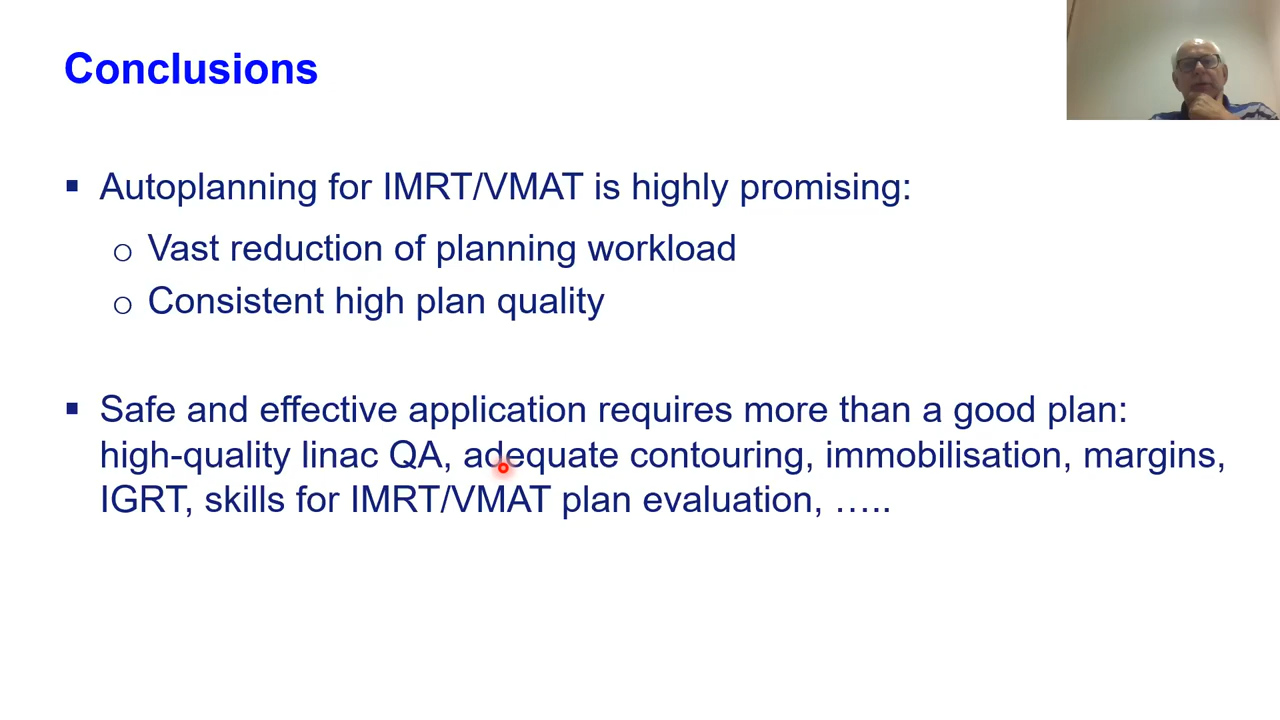 Conclusions
▪ Autoplanning for IMRT/VMAT is highly promising:
o Vast reduction of planning workload
o Consistent high plan quality
▪ Safe and effective application requires more than a good plan:
high-quality linac QA, adequate contouring, immobilisation, margins,
IGRT, skills for IMRT/VMAT plan evaluation, …..